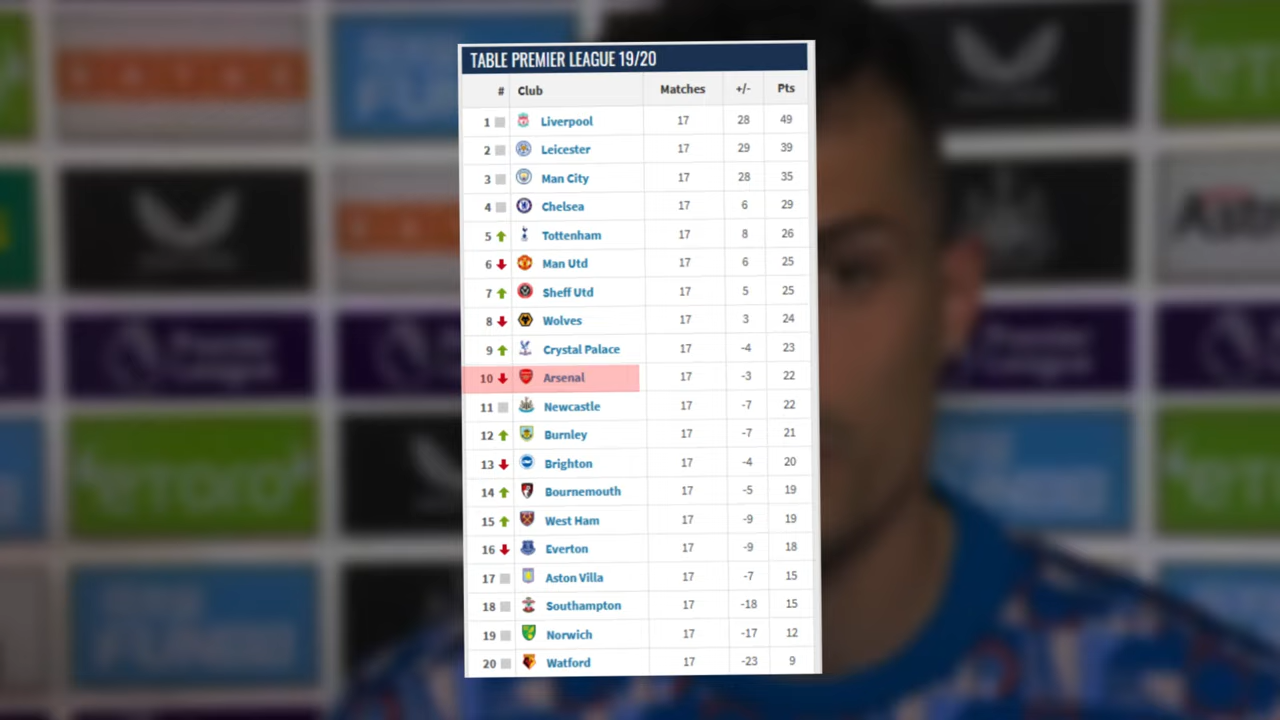 TABLE PREMIER LEAGUE 19/20
# Club Matches +/- Pts
1 Liverpool 17 28 49
2 Leicester 17 29 39
3 Man City 17 28 35
4 Chelsea 17 6 29
5 Tottenham 17 8 26
6 Man Utd 17 6 25
7 Sheff Utd 17 5 25
8 Wolves 17 3 24
9 Crystal Palace 17 -4 23
10 Arsenal 17 -3 22
11 Newcastle 17 -7 22
12 Burnley 17 -7 21
13 Brighton 17 -4 20
14 Bournemouth 17 -5 19
15 West Ham 17 -9 19
16 Everton 17 -9 18
17 Aston Villa 17 -7 15
18 Southampton 17 -18 15
19 Norwich 17 -17 12
20 Watford 17 -23 9
Premier
League